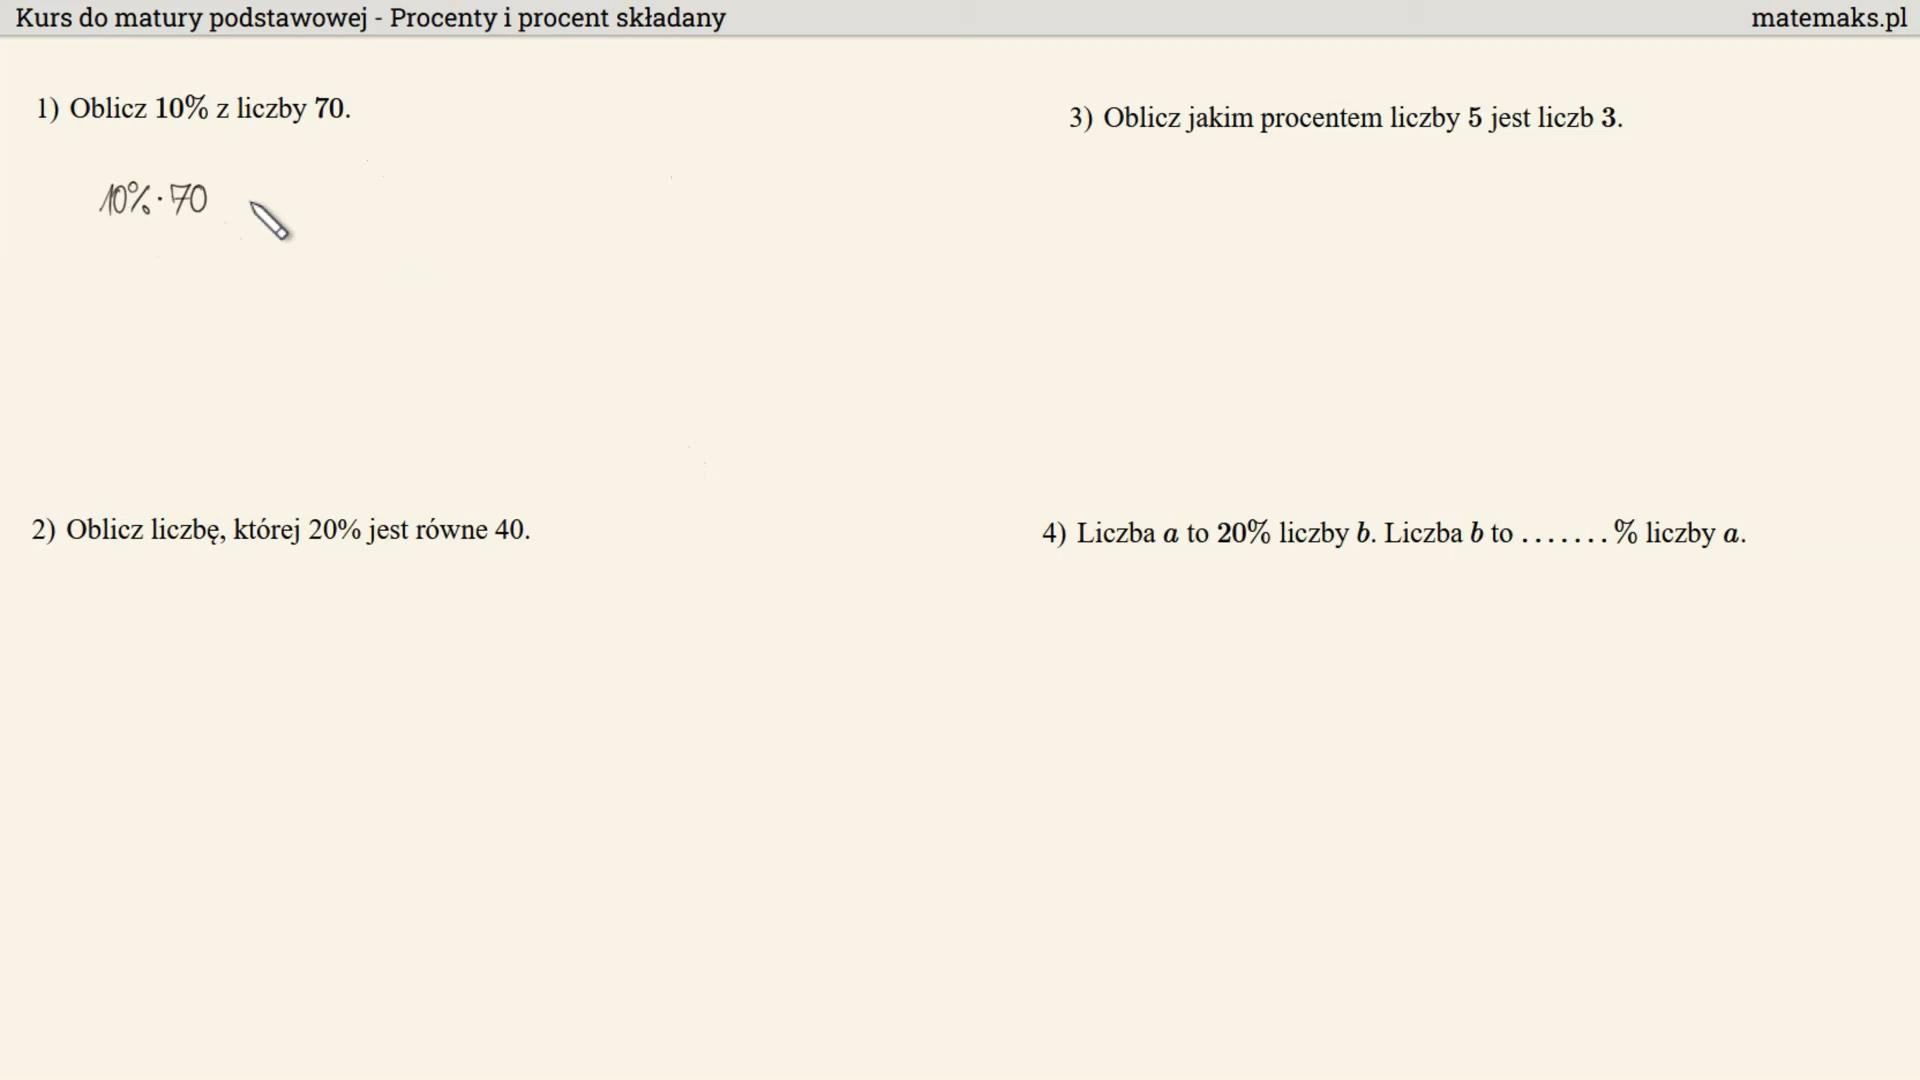 Kurs do matury podstawowej - Procenty i procent składany
matemaks.pl
1) Oblicz 10% z liczby 70.
10% · 70
3) Oblicz jakim procentem liczby 5 jest liczb 3.
2) Oblicz liczbę, której 20% jest równe 40.
4) Liczba a to 20% liczby b. Liczba b to .......% liczby a.